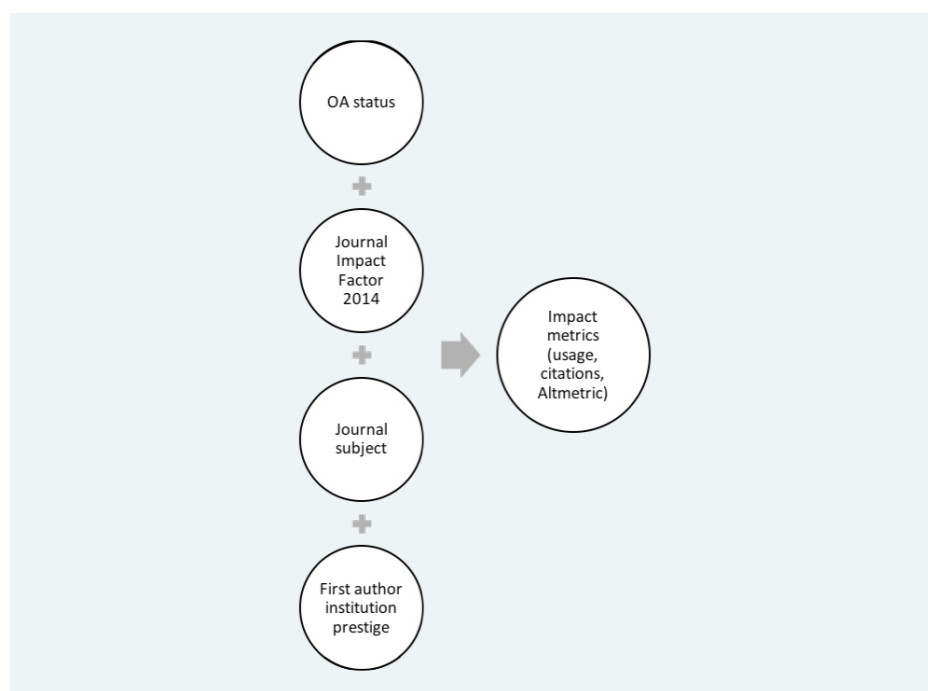 OA status
Journal
Impact
Factor
2014
Journal
subject
First author
institution
prestige
Impact
metrics
(usage,
citations,
Altmetric)